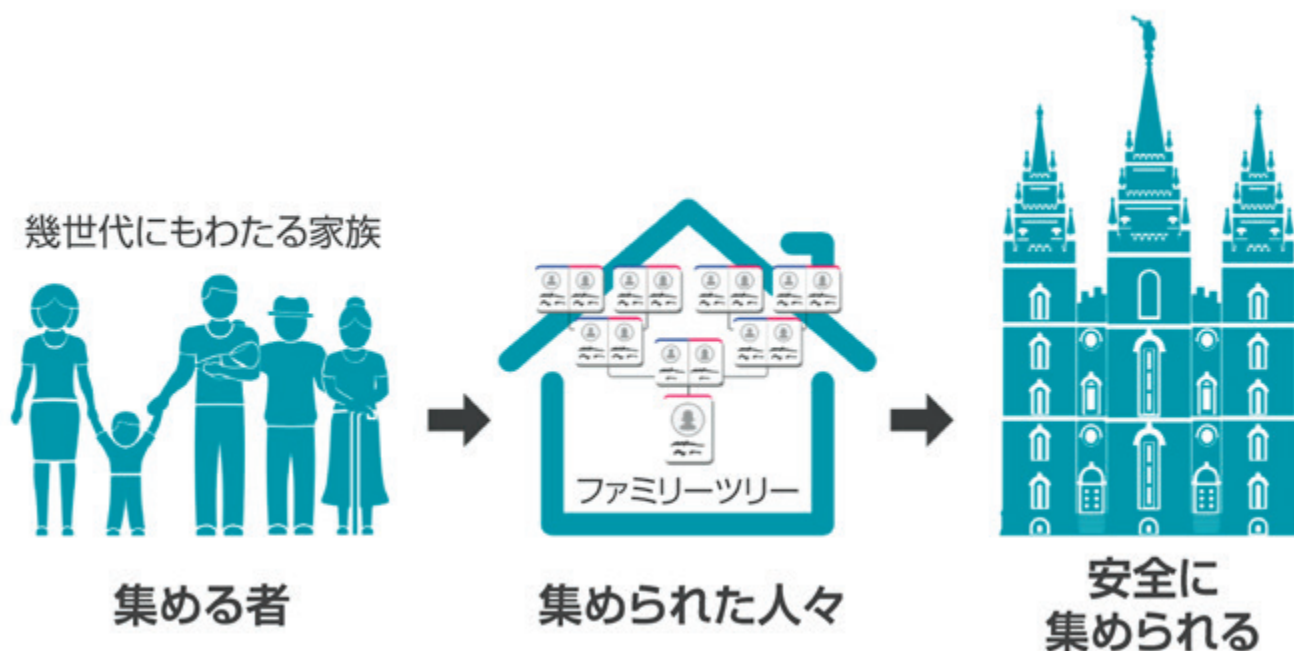 幾世代にもわたる家族
ファミリーツリー
集める者
集められた人々
安全に
集められる